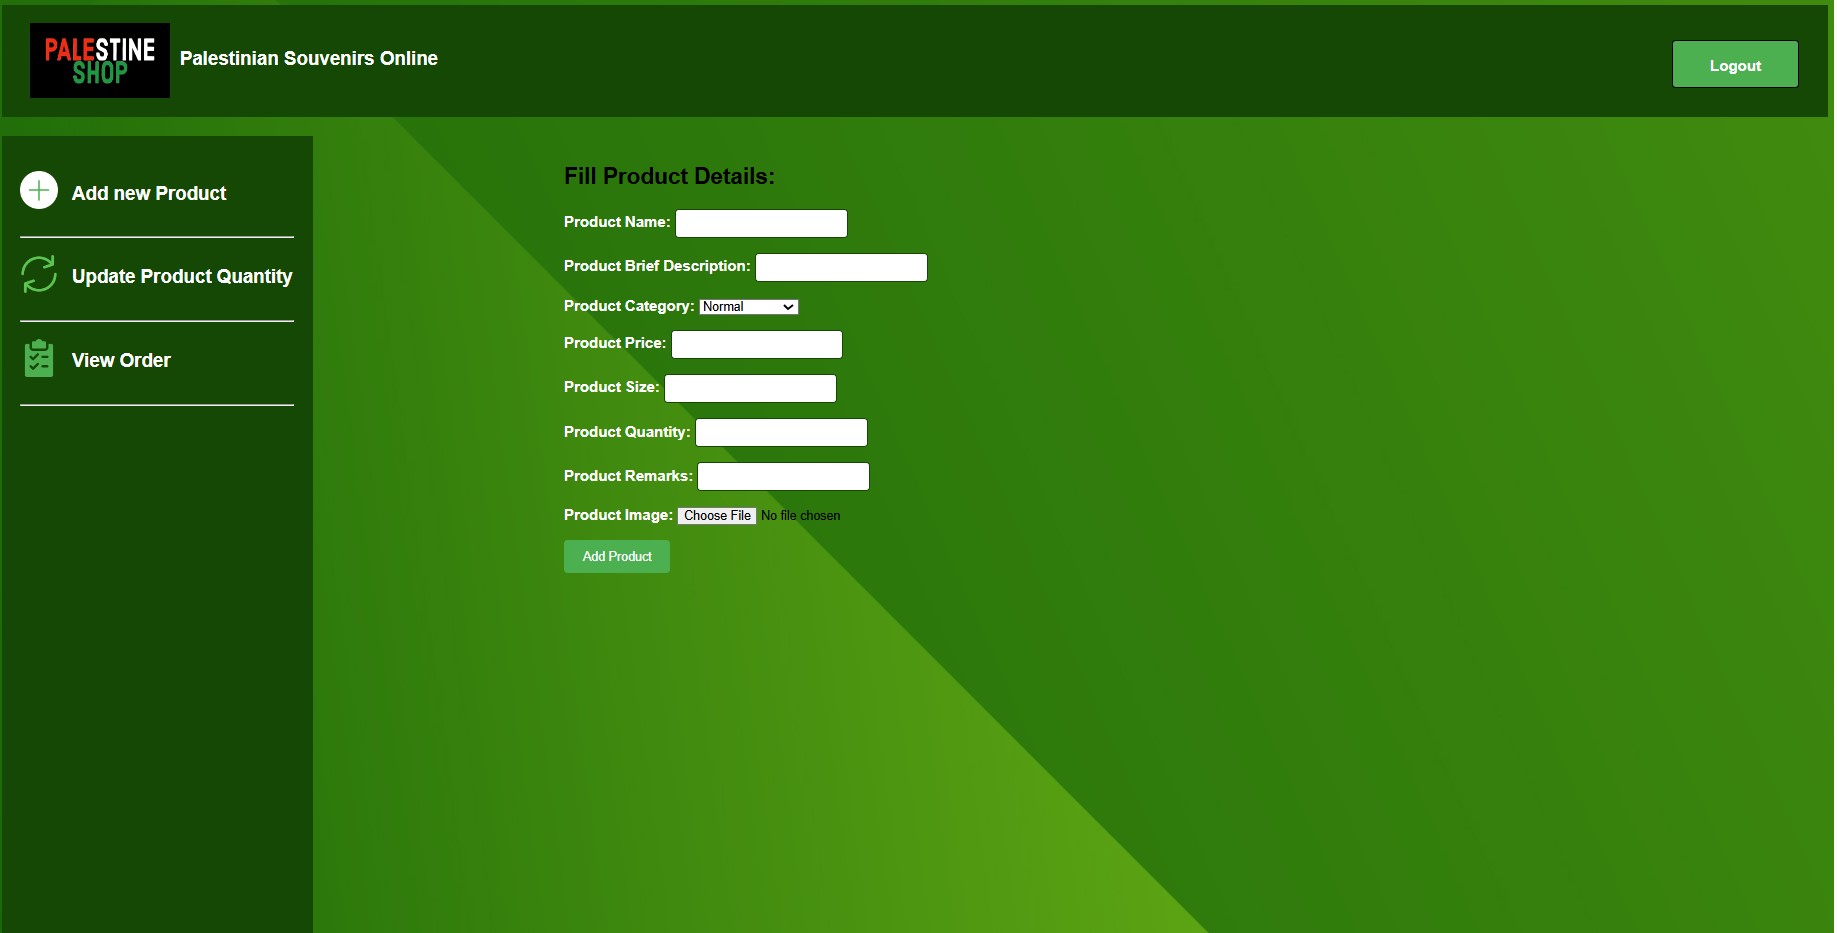 PALESTINE
SHOP
Palestinian Souvenirs Online
Logout
Add new Product
Update Product Quantity
View Order
Fill Product Details:
Product Name:
Product Brief Description:
Product Category: Normal
Product Price:
Product Size:
Product Quantity:
Product Remarks:
Product Image: Choose File No file chosen
Add Product